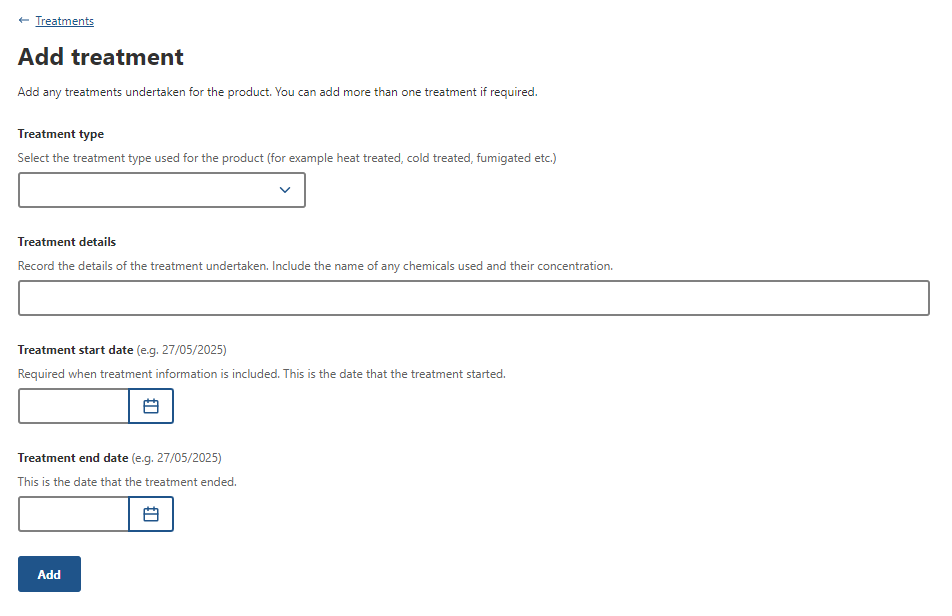 ← Treatments
Add treatment
Add any treatments undertaken for the product. You can add more than one treatment if required.
Treatment type
Select the treatment type used for the product (for example heat treated, cold treated, fumigated etc.)
Treatment details
Record the details of the treatment undertaken. Include the name of any chemicals used and their concentration.
Treatment start date (e.g. 27/05/2025)
Required when treatment information is included. This is the date that the treatment started.
Treatment end date (e.g. 27/05/2025)
This is the date that the treatment ended.
Add